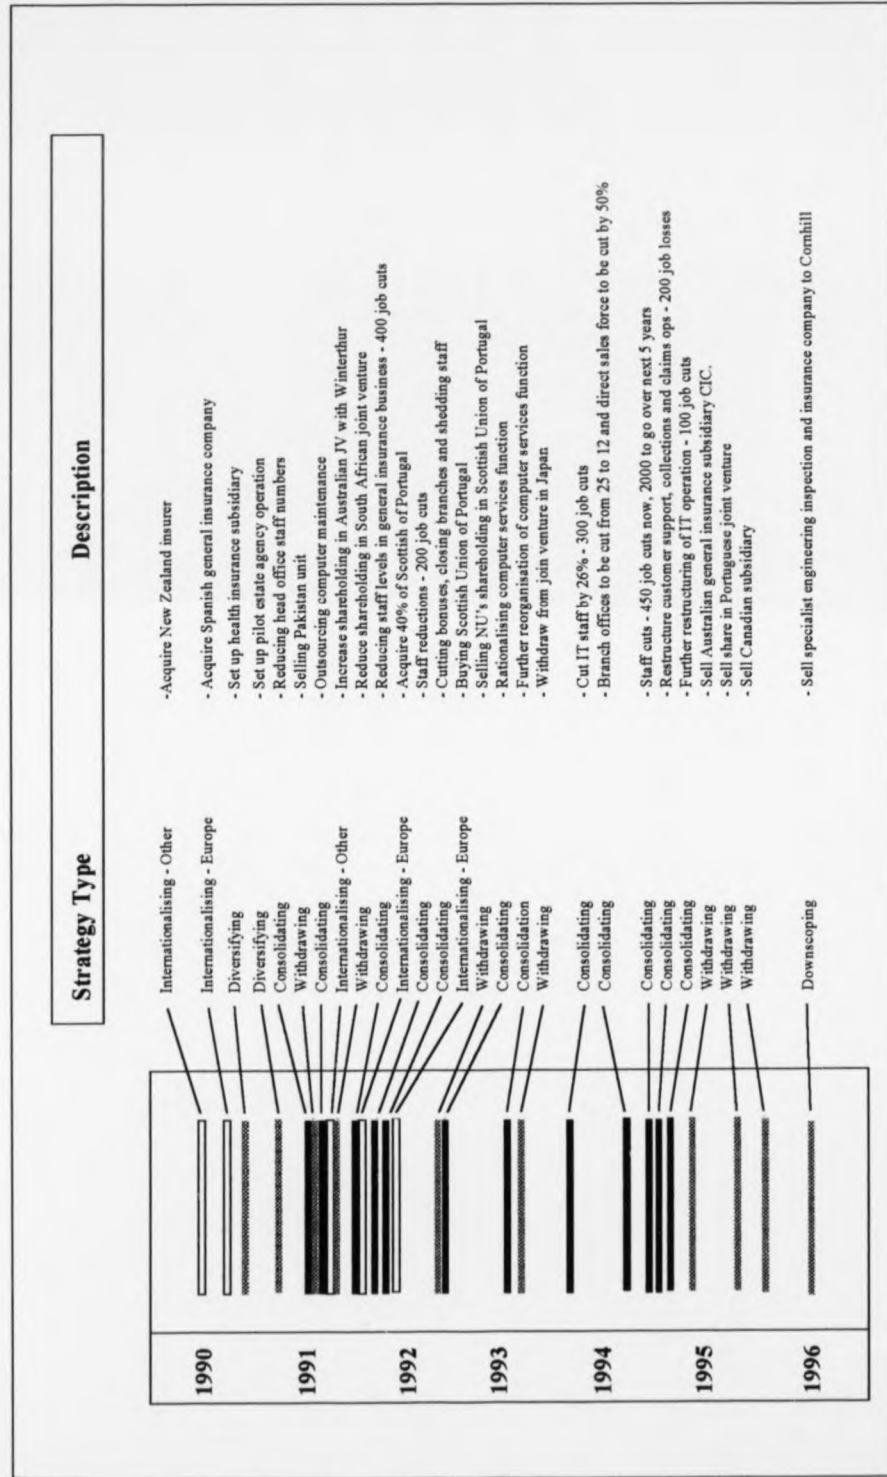 Strategy Type
Description
1990
1991
1992
1993
1994
1995
1996
Internationalising - Other
Internationalising - Europe
Diversifying
Diversifying
Consolidating
Withdrawing
Consolidating
Internationalising - Other
Withdrawing
Consolidating
Internationalising - Europe
Consolidating
Consolidating
Internationalising - Europe
Withdrawing
Consolidating
Consolidation
Withdrawing
Consolidating
Consolidating
Consolidating
Consolidating
Consolidating
Withdrawing
Withdrawing
Withdrawing
Downscoping
-Acquire New Zealand insurer
- Acquire Spanish general insurance company
- Set up health insurance subsidiary
- Set up pilot estate agency operation
- Reducing head office staff numbers
- Selling Pakistan unit
- Outsourcing computer maintenance
- Increase shareholding in Australian JV with Winterthur
- Reduce shareholding in South African joint venture
- Reducing staff levels in general insurance business - 400 job cuts
- Acquire 40% of Scottish of Portugal
- Staff reductions - 200 job cuts
- Cutting bonuses, closing branches and shedding staff
- Buying Scottish Union of Portugal
- Selling NU's shareholding in Scottish Union of Portugal
- Rationalising computer services function
- Further reorganisation of computer services function
- Withdraw from join venture in Japan
- Cut IT staff by 26% - 300 job cuts
- Branch offices to be cut from 25 to 12 and direct sales force to be cut by 50%
- Staff cuts - 450 job cuts now, 2000 to go over next 5 years
- Restructure customer support, collections and claims ops - 200 job losses
- Further restructuring of IT operation - 100 job cuts
- Sell Australian general insurance subsidiary CIC.
- Sell share in Portuguese joint venture
- Sell Canadian subsidiary
- Sell specialist engineering inspection and insurance company to Cornhill